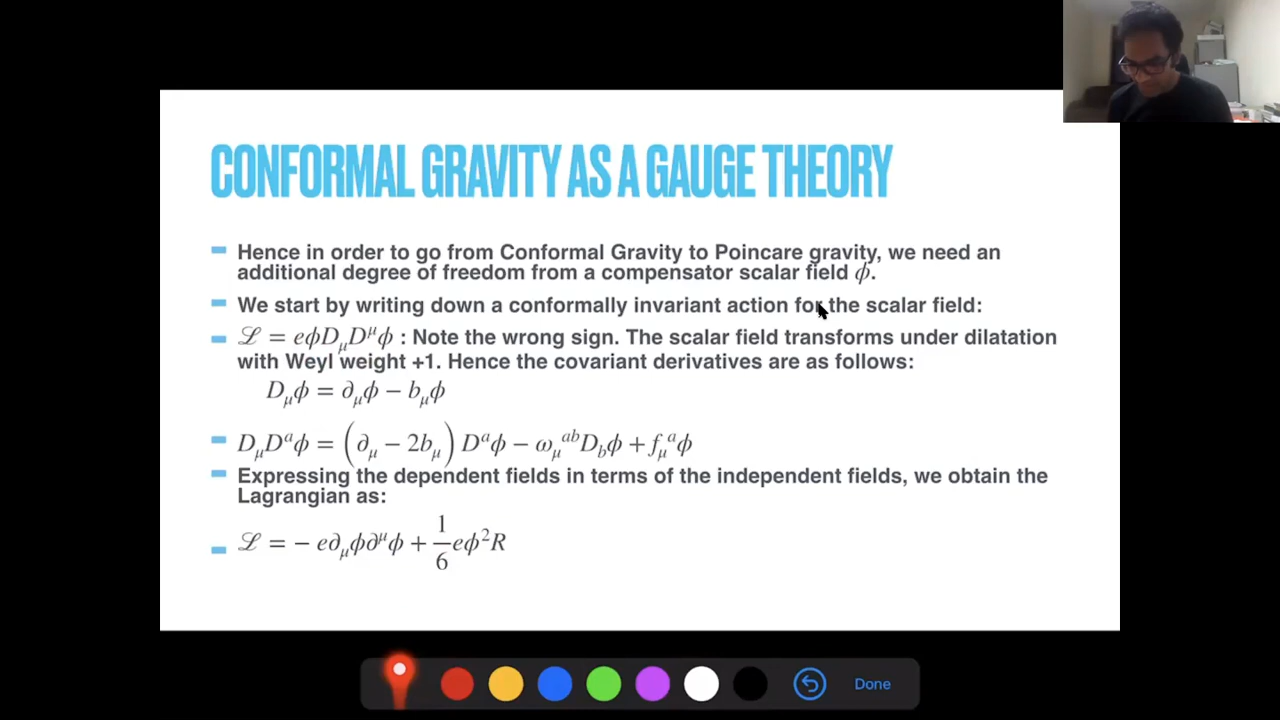 CONFORMAL GRAVITY AS A GAUGE THEORY
Hence in order to go from Conformal Gravity to Poincare gravity, we need an
additional degree of freedom from a compensator scalar field ϕ.
We start by writing down a conformally invariant action for the scalar field:
ℒ = eϕD_μD^μϕ : Note the wrong sign. The scalar field transforms under dilatation
with Weyl weight +1. Hence the covariant derivatives are as follows:
D_μϕ = ∂_μϕ − b_μϕ
D_μD^aϕ = (∂_μ − 2b_μ) D^aϕ − ω_μ^{ab}D_bϕ + f_μ^aϕ
Expressing the dependent fields in terms of the independent fields, we obtain the
Lagrangian as:
ℒ = − e∂_μϕ∂^μϕ + \frac{1}{6}eϕ^2R
Done